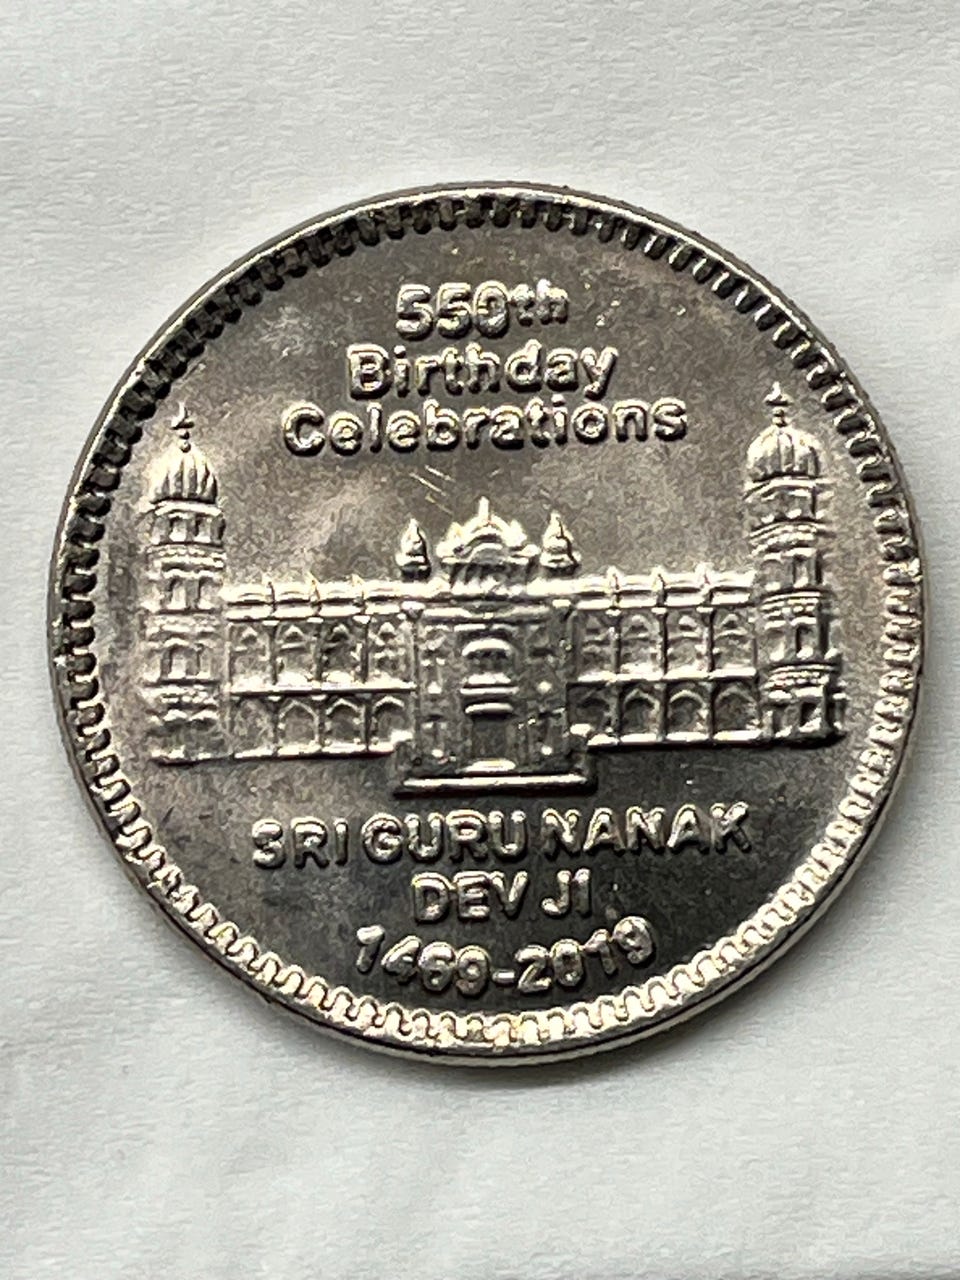 550th
Birthday
Celebrations
SRI GURU NANAK
DEV JI
1469-2019